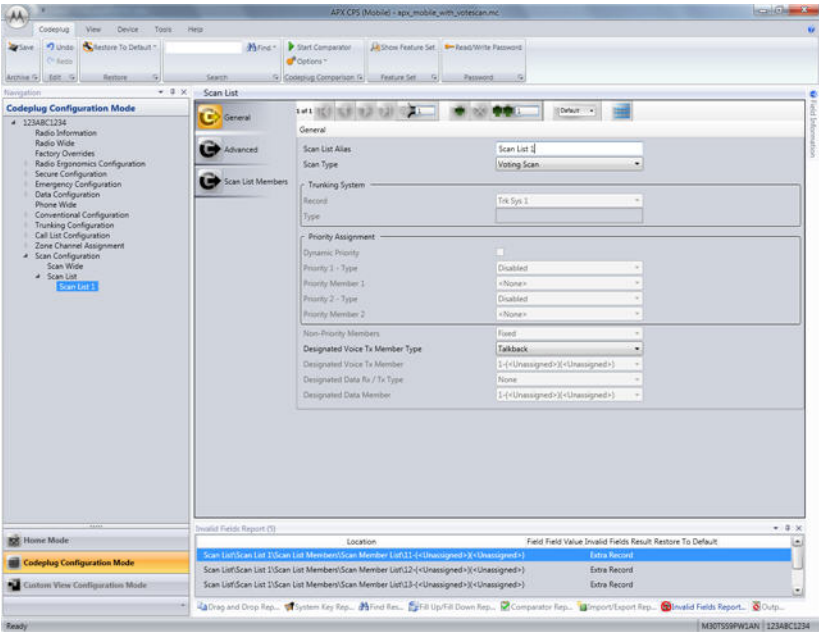 APX CPS (Mobile) - apx_mobile_with_votescan.mc
Codeplug View Device Tools Help
Save Undo Restore To Default Find Start Comparator Show Feature Set Read/Write Password
Redo Options
Archive Edit Restore Search Codeplug Comparison Feature Set Password
Navigation
Scan List
Codeplug Configuration Mode
123ABC1234
Radio Information
Radio Wide
Factory Overrides
Radio Ergonomics Configuration
Secure Configuration
Emergency Configuration
Data Configuration
Phone Wide
Conventional Configuration
Trunking Configuration
Call List Configuration
Zone Channel Assignment
Scan Configuration
Scan Wide
Scan List
Scan List 1
General
Advanced
Scan List Members
1 of 1 1 1 Default
General
Scan List Alias Scan List 1
Scan Type Voting Scan
Trunking System
Record Trk Sys 1
Type
Priority Assignment
Dynamic Priority
Priority 1 - Type Disabled
Priority Member 1 <None>
Priority 2 - Type Disabled
Priority Member 2 <None>
Non-Priority Members Fixed
Designated Voice Tx Member Type Talkback
Designated Voice Tx Member 1-(<Unassigned>)(<Unassigned>)
Designated Data Rx / Tx Type None
Designated Data Member 1-(<Unassigned>)(<Unassigned>)
Field Information
Home Mode
Codeplug Configuration Mode
Custom View Configuration Mode
Invalid Fields Report (5)
Location Field Field Value Invalid Fields Result Restore To Default
Scan List\Scan List 1\Scan List Members\Scan Member List\11-(<Unassigned>)(<Unassigned>) Extra Record
Scan List\Scan List 1\Scan List Members\Scan Member List\12-(<Unassigned>)(<Unassigned>) Extra Record
Scan List\Scan List 1\Scan List Members\Scan Member List\13-(<Unassigned>)(<Unassigned>) Extra Record
Drag and Drop Rep... System Key Rep... Find Res... Fill Up/Fill Down Rep... Comparator Rep... Import/Export Rep... Invalid Fields Report... Outp...
Ready M30TSS9PW1AN 123ABC1234